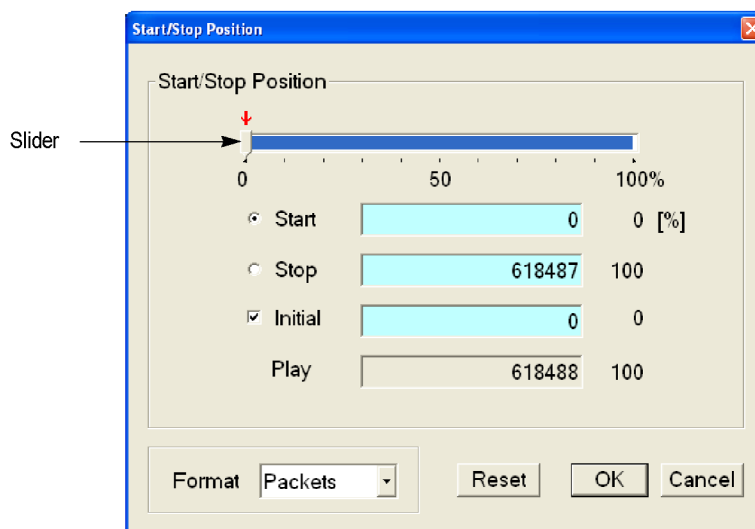 Start/Stop Position
Start/Stop Position
Slider
0 50 100%
Start 0 0 [%]
Stop 618487 100
Initial 0 0
Play 618488 100
Format Packets Reset OK Cancel